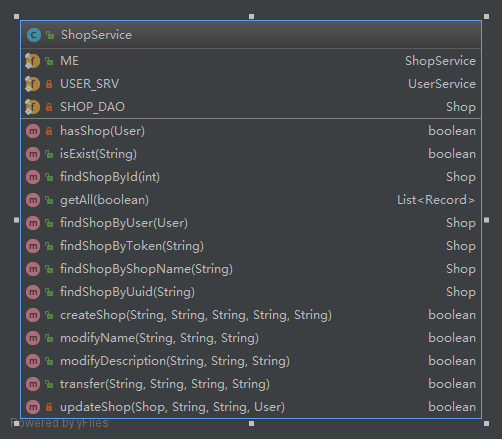 ShopService
ME ShopService
USER_SRV UserService
SHOP_DAO Shop
hasShop(User) boolean
isExist(String) boolean
findShopById(int) Shop
getAll(boolean) List<Record>
findShopByUser(User) Shop
findShopByToken(String) Shop
findShopByShopName(String) Shop
findShopByUuid(String) Shop
createShop(String, String, String, String, String) boolean
modifyName(String, String, String) boolean
modifyDescription(String, String, String) boolean
transfer(String, String, String, String) boolean
updateShop(Shop, String, String, User) boolean
Powered by yFiles